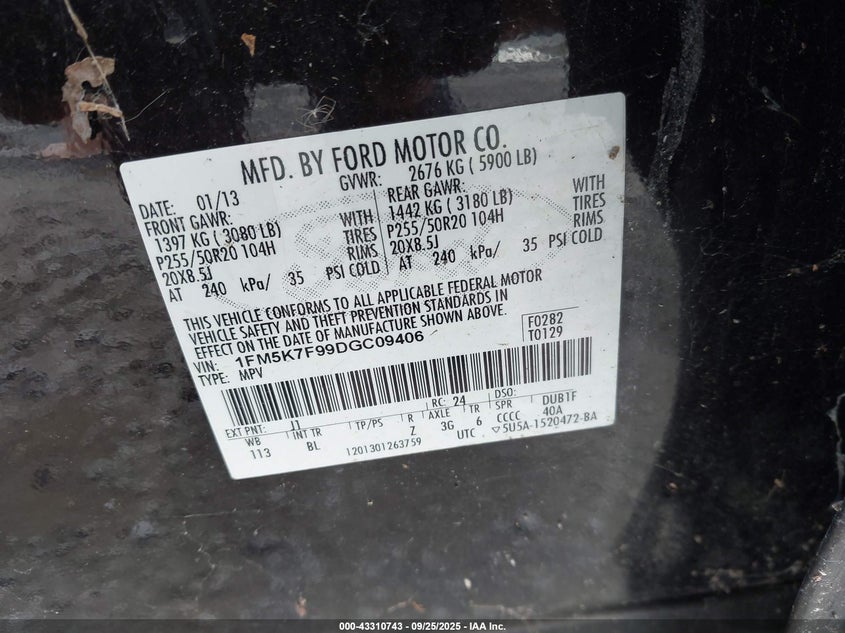 MFD. BY FORD MOTOR CO.
DATE: 01/13 GVWR: 2676 KG ( 5900 LB)
FRONT GAWR: REAR GAWR:
1397 KG ( 3080 LB) WITH 1442 KG ( 3180 LB) WITH
P255/50R20 104H TIRES P255/50R20 104H TIRES
20X8.5J RIMS 20X8.5J RIMS
AT 240 kPa/ 35 PSI COLD AT 240 kPa/ 35 PSI COLD
THIS VEHICLE CONFORMS TO ALL APPLICABLE FEDERAL MOTOR
VEHICLE SAFETY AND THEFT PREVENTION STANDARDS IN
EFFECT ON THE DATE OF MANUFACTURE SHOWN ABOVE.
F0282
T0129
VIN: 1FM5K7F99DGC09406
TYPE: MPV
EXT PNT: J1 RC: 24 DSO:
WB INT TR TP/PS R AXLE TR SPR DUB1F
113 BL Z 3G 6 CCCC 40A
1201301263759 UTC ▽5U5A-1520472-BA
000-43310743 - 09/25/2025 - IAA Inc.